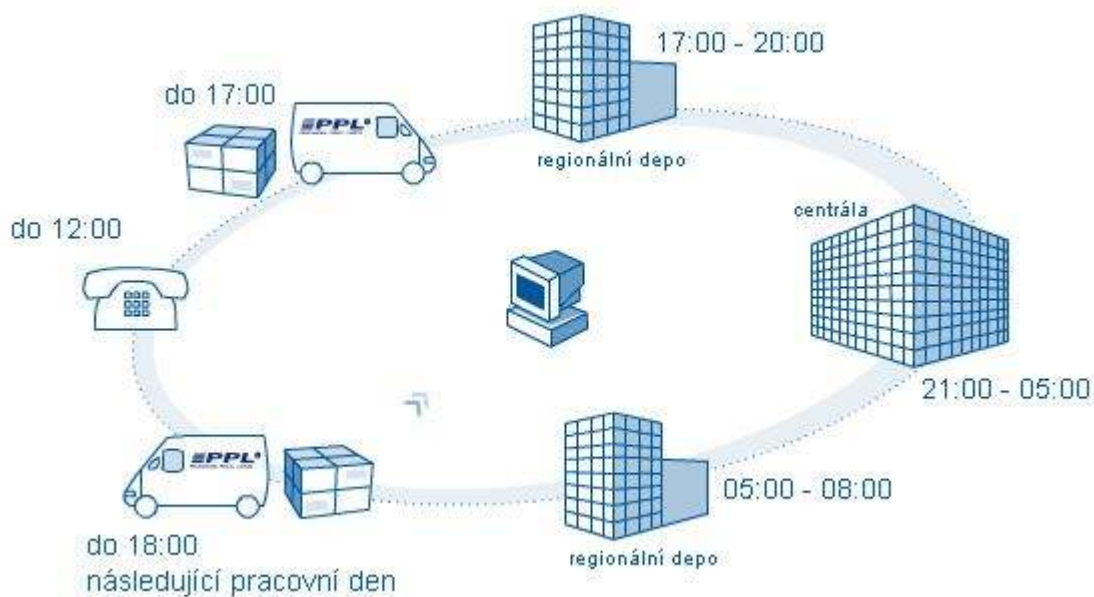 17:00 - 20:00
do 17:00
PPL
regionální depo
centrála
do 12:00
21:00 - 05:00
PPL
05:00 - 08:00
do 18:00
regionální depo
následující pracovní den